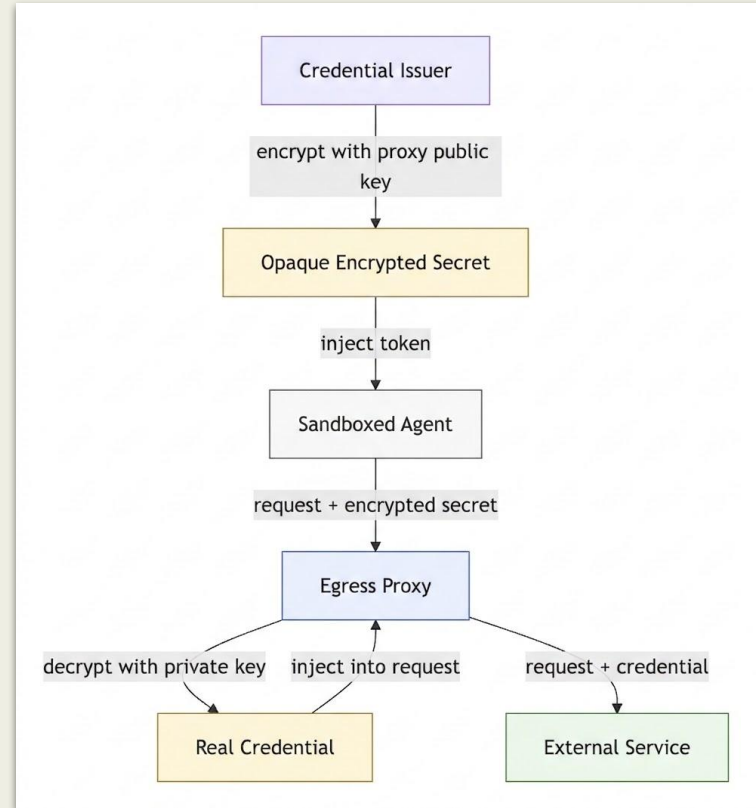 Credential Issuer
encrypt with proxy public
key
Opaque Encrypted Secret
inject token
Sandboxed Agent
request + encrypted secret
Egress Proxy
decrypt with private key
inject into request
request + credential
Real Credential
External Service